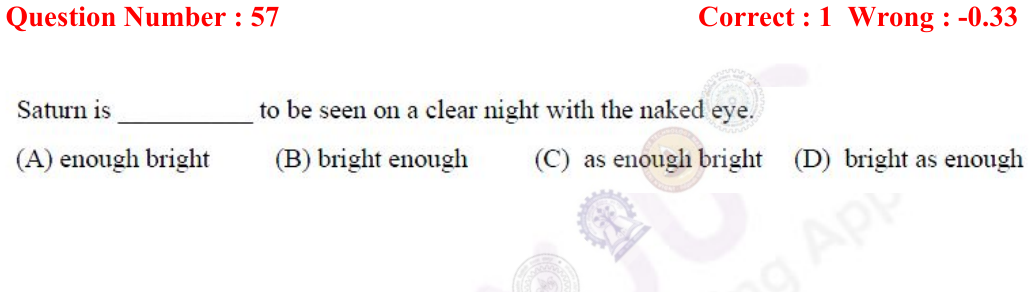 Question Number : 57 Correct : 1 Wrong : -0.33
Saturn is __________ to be seen on a clear night with the naked eye.
(A) enough bright (B) bright enough (C) as enough bright (D) bright as enough